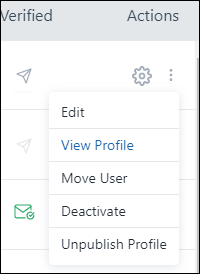 Verified Actions
Edit
View Profile
Move User
Deactivate
Unpublish Profile